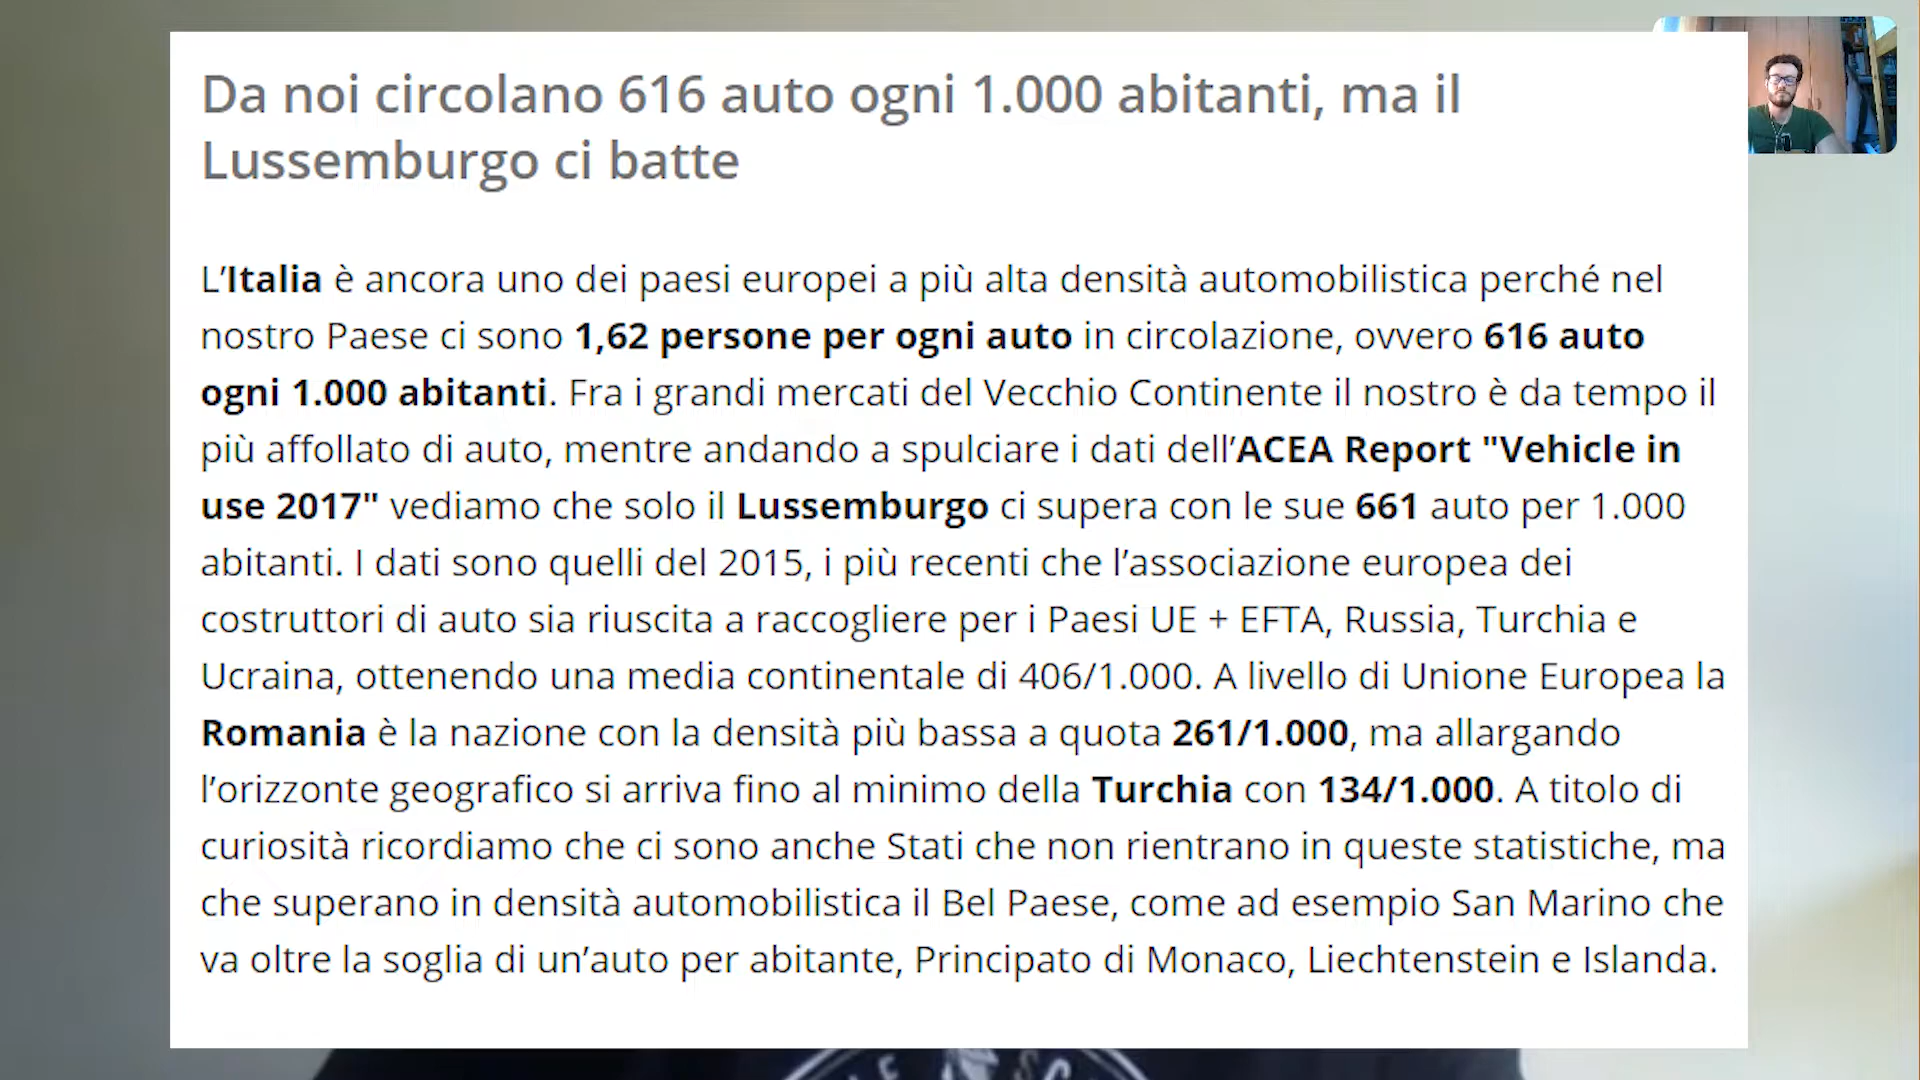 Da noi circolano 616 auto ogni 1.000 abitanti, ma il
Lussemburgo ci batte
L’Italia è ancora uno dei paesi europei a più alta densità automobilistica perché nel
nostro Paese ci sono 1,62 persone per ogni auto in circolazione, ovvero 616 auto
ogni 1.000 abitanti. Fra i grandi mercati del Vecchio Continente il nostro è da tempo il
più affollato di auto, mentre andando a spulciare i dati dell’ACEA Report "Vehicle in
use 2017" vediamo che solo il Lussemburgo ci supera con le sue 661 auto per 1.000
abitanti. I dati sono quelli del 2015, i più recenti che l’associazione europea dei
costruttori di auto sia riuscita a raccogliere per i Paesi UE + EFTA, Russia, Turchia e
Ucraina, ottenendo una media continentale di 406/1.000. A livello di Unione Europea la
Romania è la nazione con la densità più bassa a quota 261/1.000, ma allargando
l’orizzonte geografico si arriva fino al minimo della Turchia con 134/1.000. A titolo di
curiosità ricordiamo che ci sono anche Stati che non rientrano in queste statistiche, ma
che superano in densità automobilistica il Bel Paese, come ad esempio San Marino che
va oltre la soglia di un’auto per abitante, Principato di Monaco, Liechtenstein e Islanda.